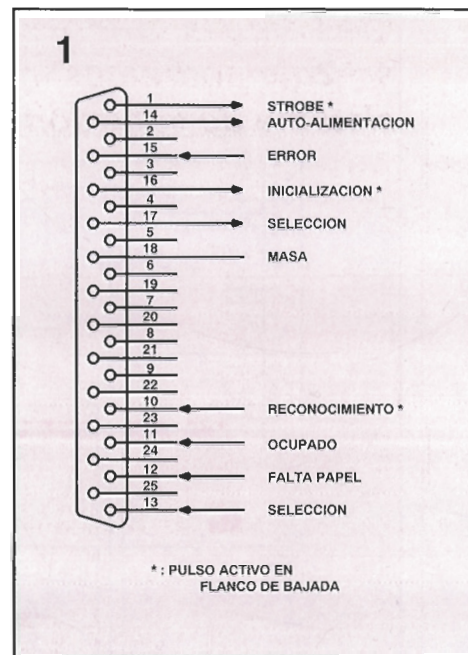 1
1 STROBE *
14 AUTO-ALIMENTACION
2
15 ERROR
3
16 INICIALIZACION *
4
17 SELECCION
5
18 MASA
6
19
7
20
8
21
9
22
10 RECONOCIMIENTO *
23
11 OCUPADO
24
12 FALTA PAPEL
25
13 SELECCION
* : PULSO ACTIVO EN
FLANCO DE BAJADA